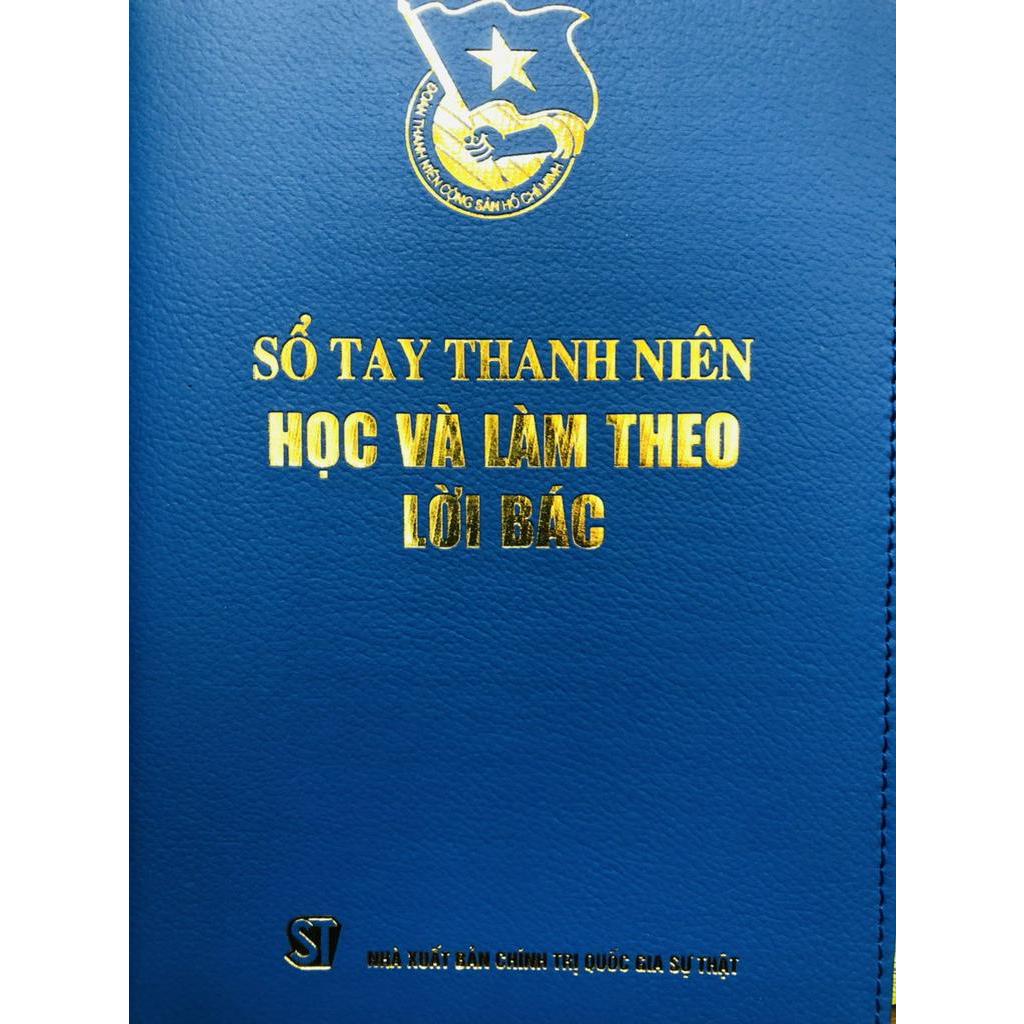 ĐOÀN THANH NIÊN CỘNG SẢN HỒ CHÍ MINH
SỔ TAY THANH NIÊN
HỌC VÀ LÀM THEO
LỜI BÁC
ST
NHÀ XUẤT BẢN CHÍNH TRỊ QUỐC GIA SỰ THẬT